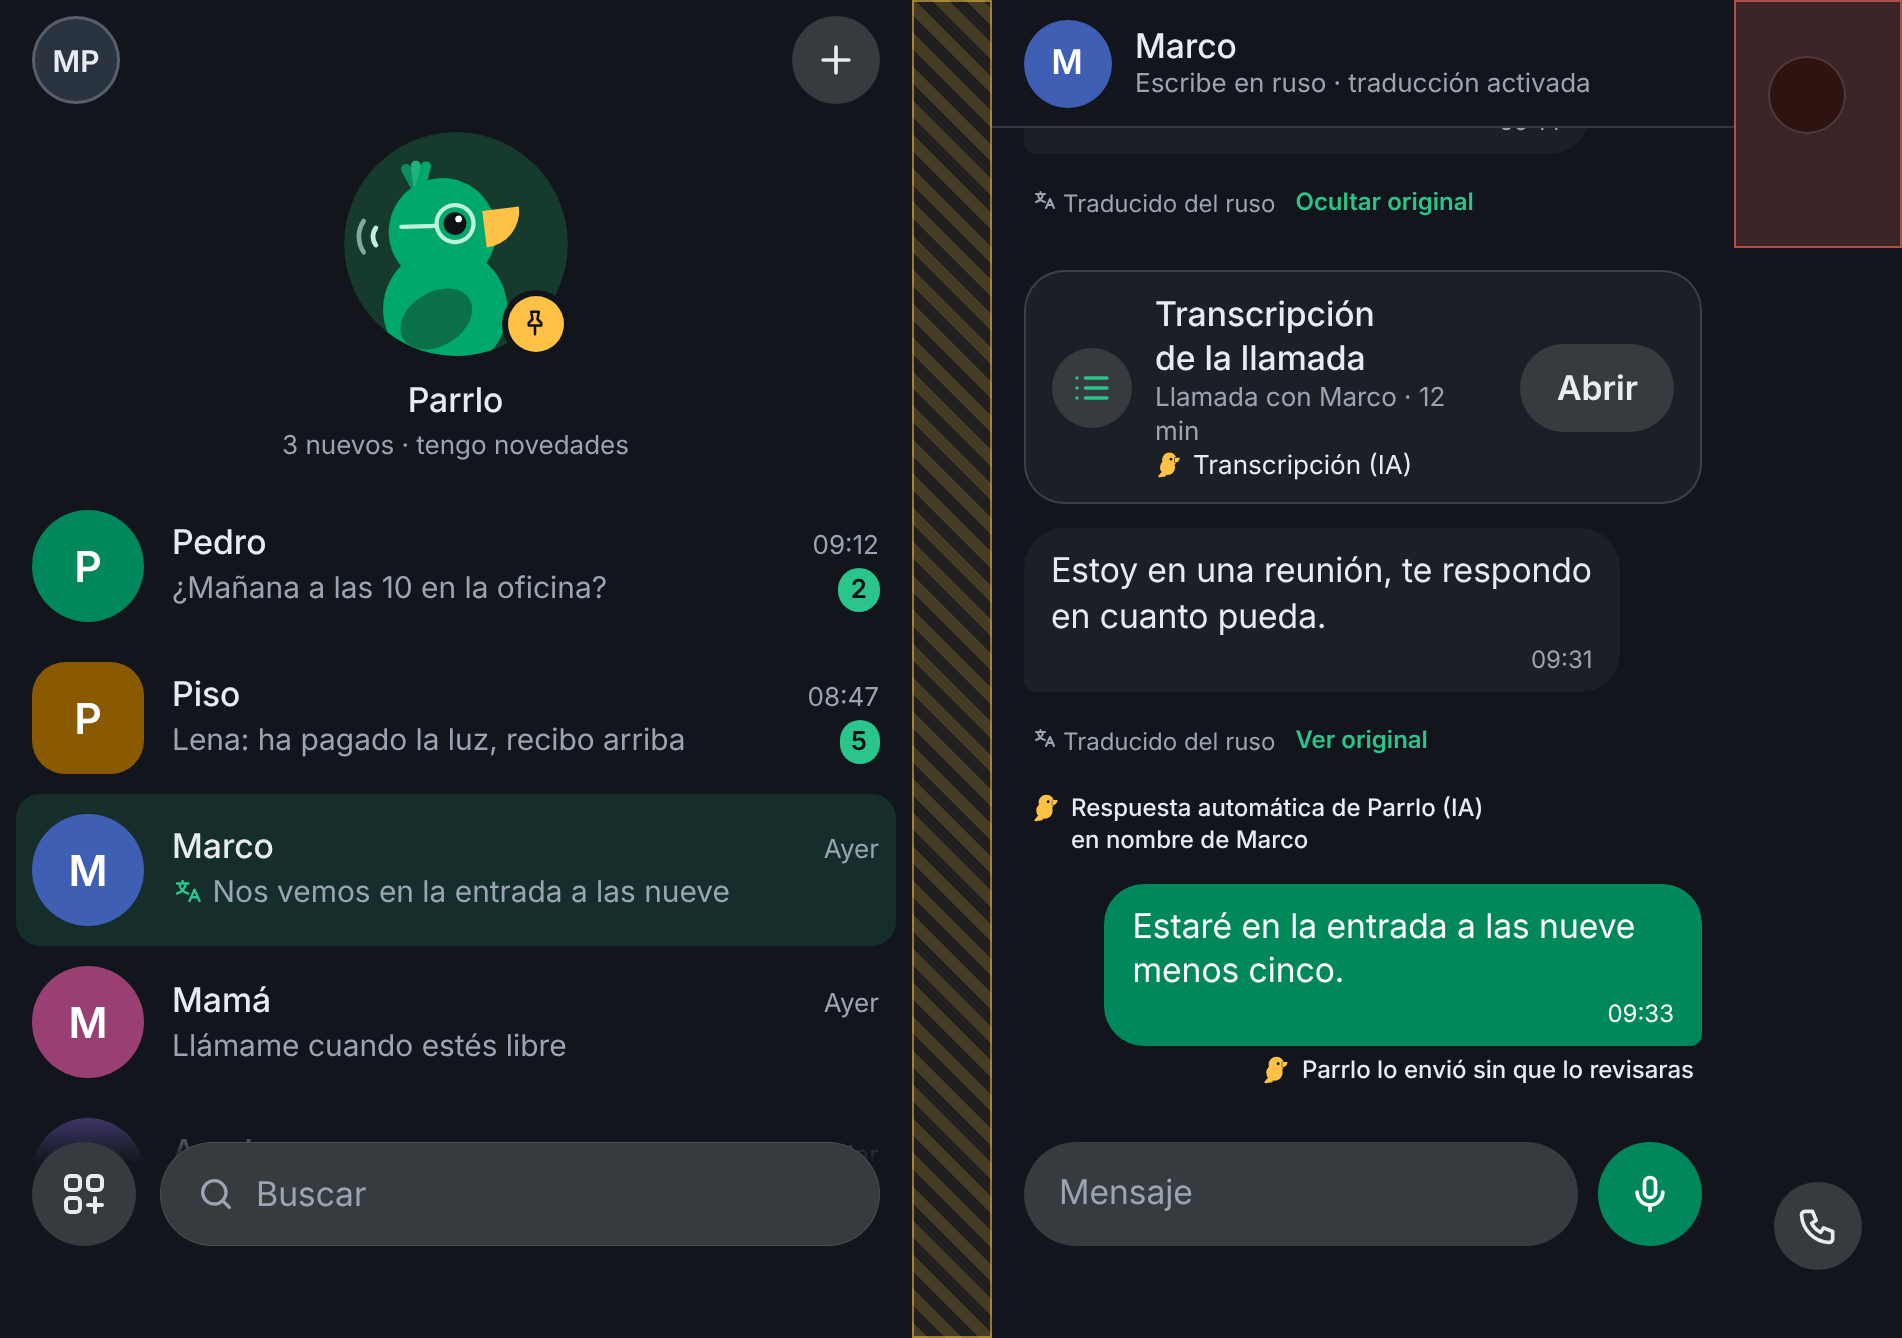 MP
Parrlo
3 nuevos · tengo novedades
P
Pedro
09:12
¿Mañana a las 10 en la oficina?
2
P
Piso
08:47
Lena: ha pagado la luz, recibo arriba
5
M
Marco
Ayer
Nos vemos en la entrada a las nueve
M
Mamá
Ayer
Llámame cuando estés libre
Buscar
M
Marco
Escribe en ruso · traducción activada
Traducido del ruso Ocultar original
Transcripción
de la llamada
Llamada con Marco · 12
min
Transcripción (IA)
Abrir
Estoy en una reunión, te respondo
en cuanto pueda.
09:31
Traducido del ruso Ver original
Respuesta automática de Parrlo (IA)
en nombre de Marco
Estaré en la entrada a las nueve
menos cinco.
09:33
Parrlo lo envió sin que lo revisaras
Mensaje